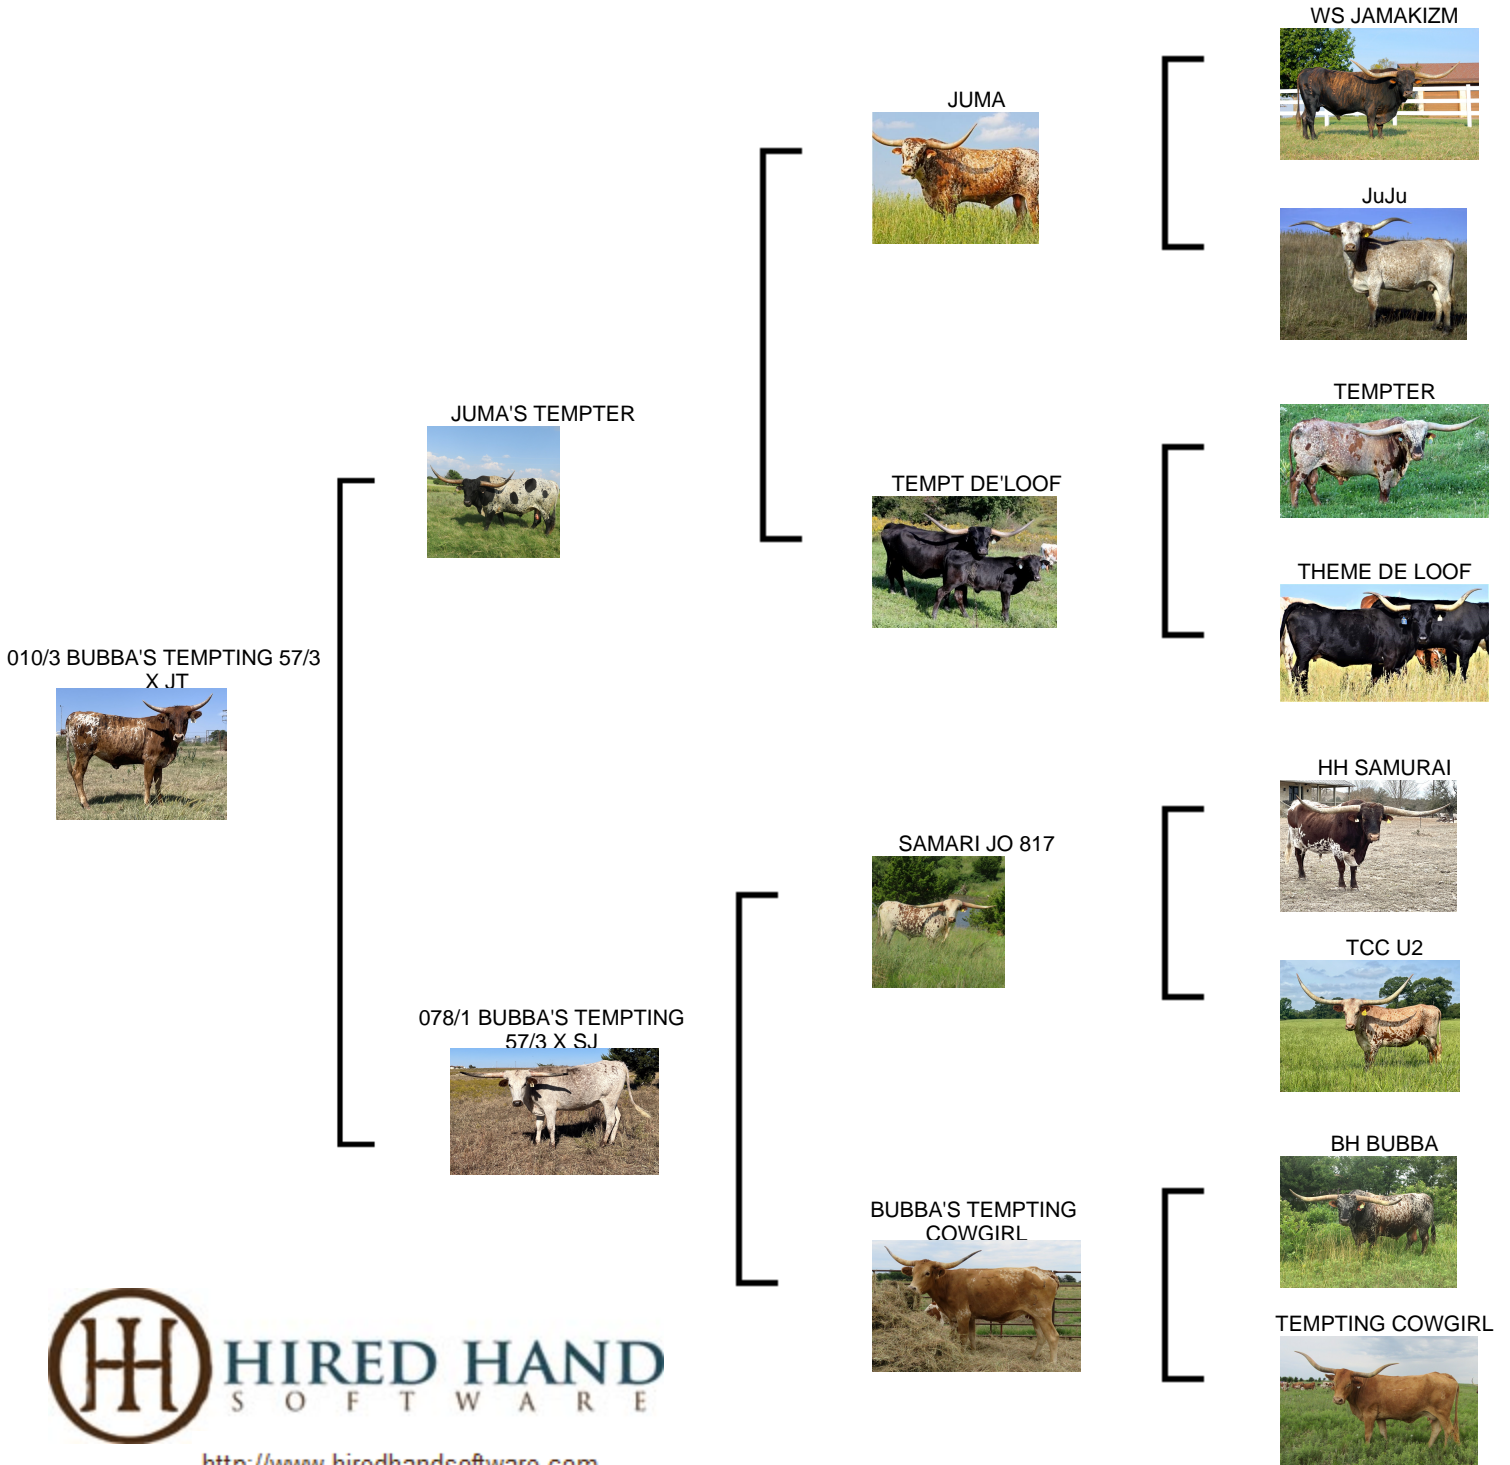 WS JAMAKIZM
JUMA
JuJu
TEMPTER
JUMA'S TEMPTER
TEMPT DE'LOOF
THEME DE LOOF
010/3 BUBBA'S TEMPTING 57/3
X JT
HH SAMURAI
SAMARI JO 817
TCC U2
078/1 BUBBA'S TEMPTING
57/3 X SJ
BH BUBBA
BUBBA'S TEMPTING
COWGIRL
TEMPTING COWGIRL
HIRED HAND
SOFTWARE
http://www.hiredhandsoftware.com